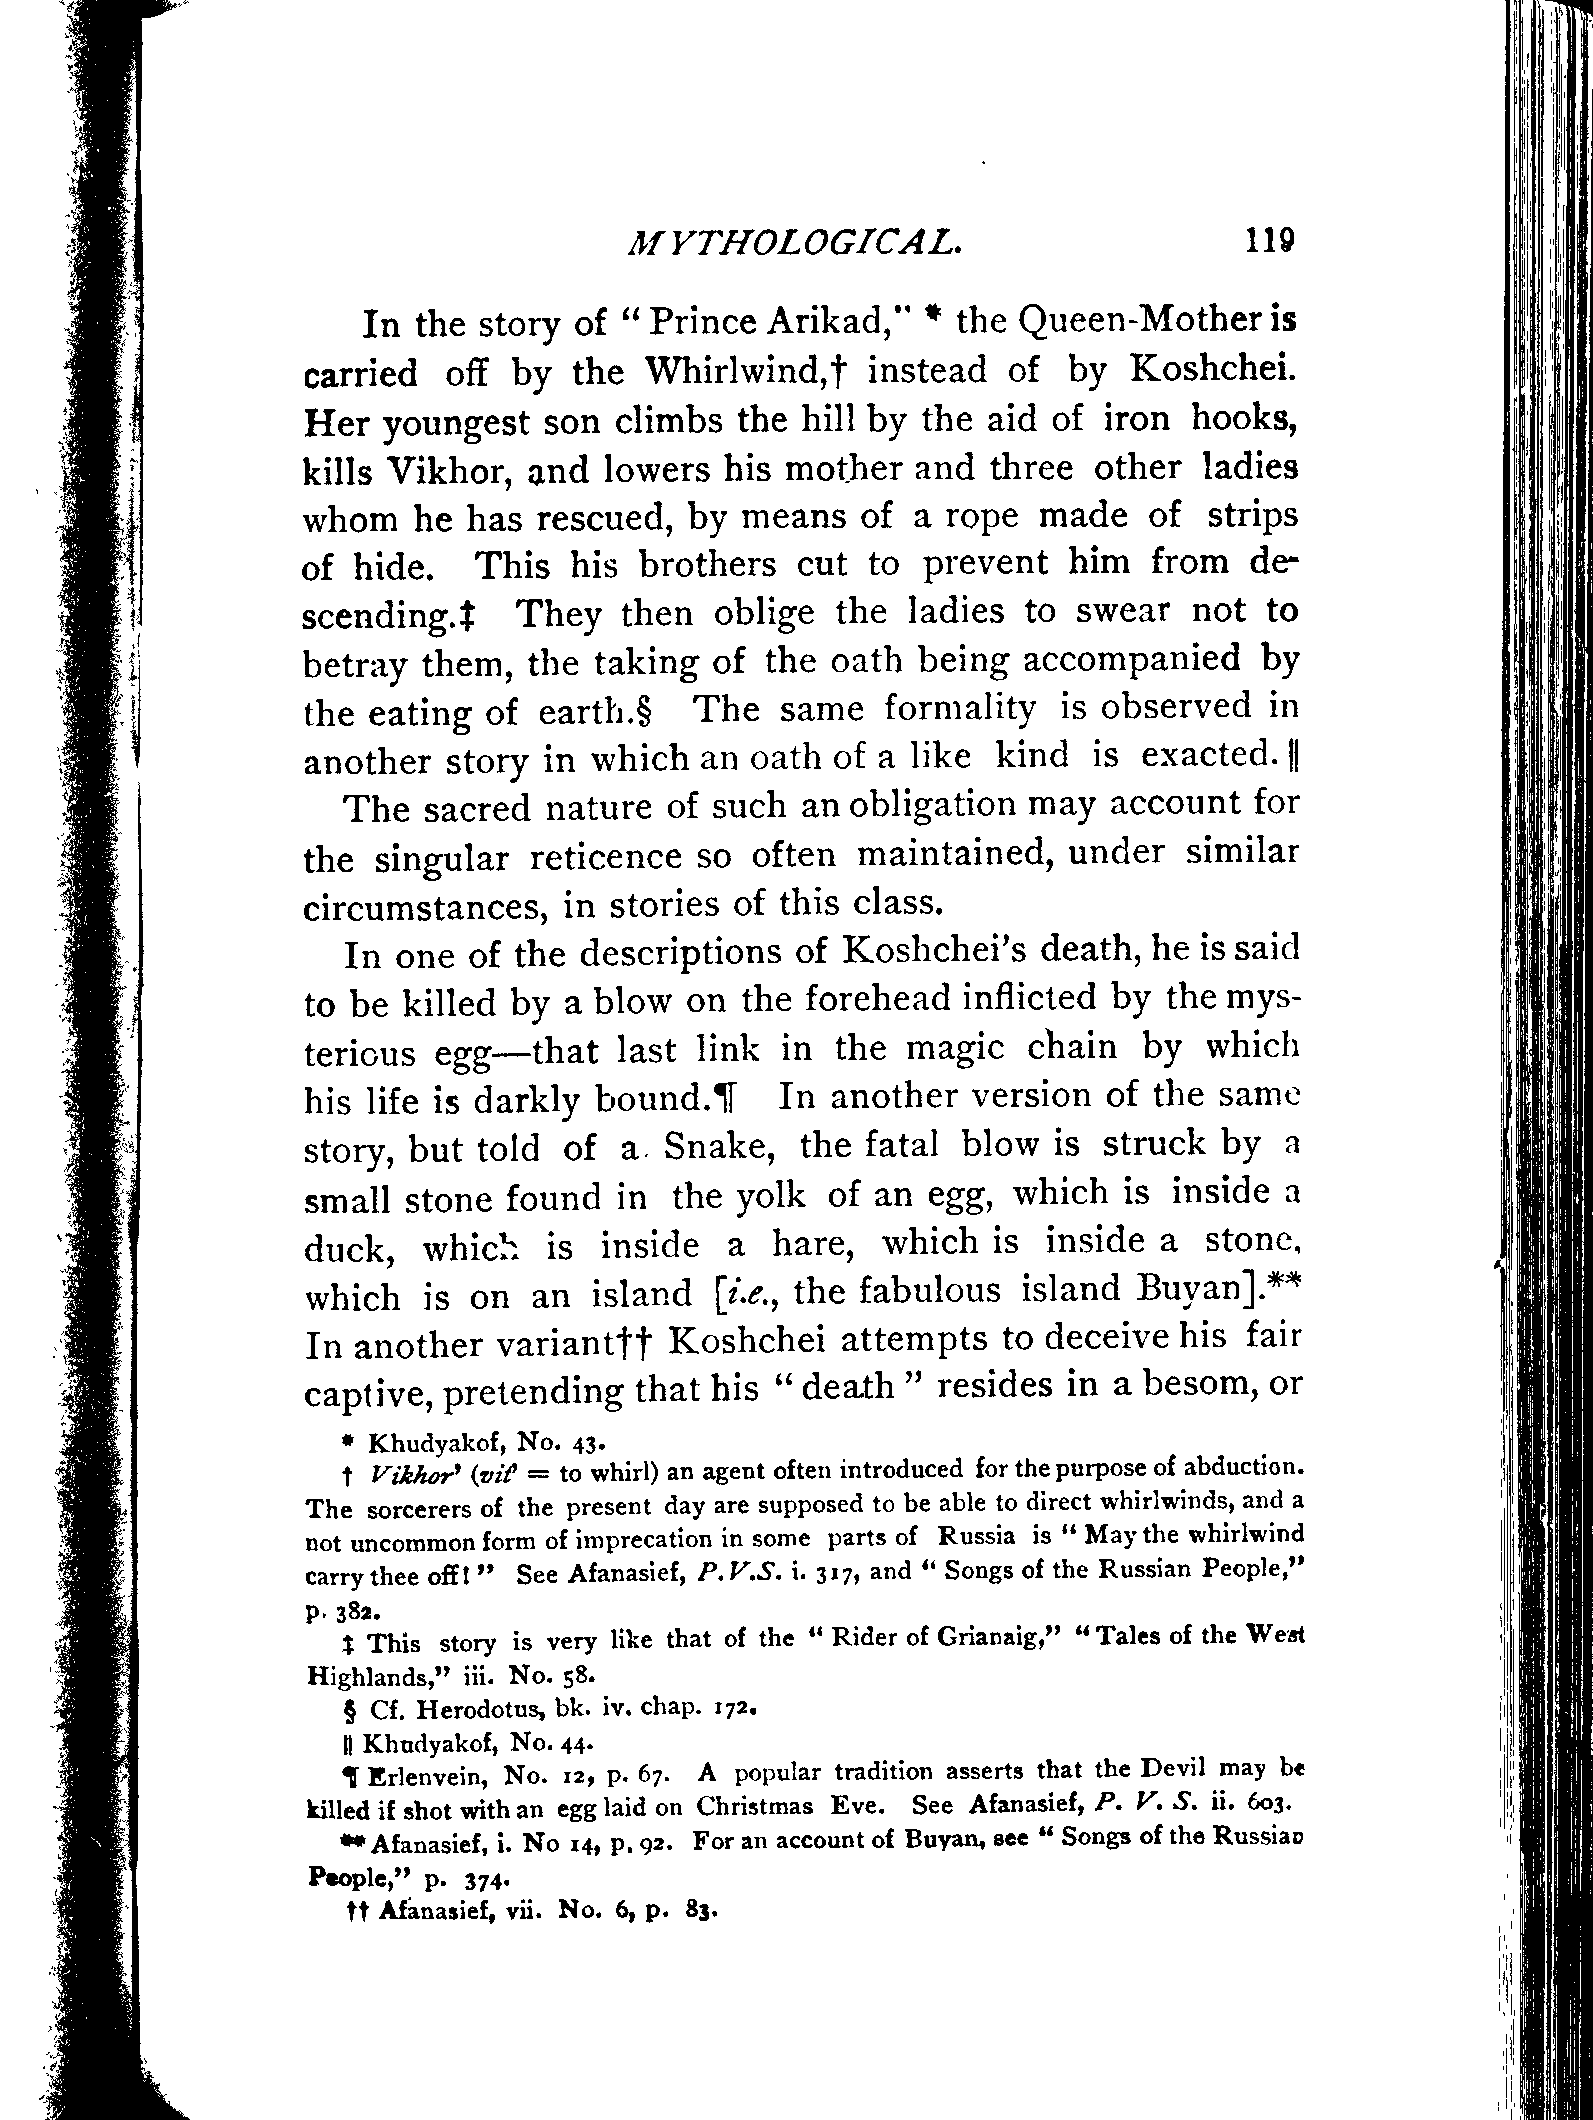 MYTHOLOGICAL. 119
In the story of “Prince Arikad,” * the Queen-Mother is
carried off by the Whirlwind,† instead of by Koshchei.
Her youngest son climbs the hill by the aid of iron hooks,
kills Vikhor, and lowers his mother and three other ladies
whom he has rescued, by means of a rope made of strips
of hide. This his brothers cut to prevent him from de-
scending.‡ They then oblige the ladies to swear not to
betray them, the taking of the oath being accompanied by
the eating of earth.§ The same formality is observed in
another story in which an oath of a like kind is exacted.‖
The sacred nature of such an obligation may account for
the singular reticence so often maintained, under similar
circumstances, in stories of this class.
In one of the descriptions of Koshchei’s death, he is said
to be killed by a blow on the forehead inflicted by the mys-
terious egg—that last link in the magic chain by which
his life is darkly bound.¶ In another version of the same
story, but told of a Snake, the fatal blow is struck by a
small stone found in the yolk of an egg, which is inside a
duck, which is inside a hare, which is inside a stone,
which is on an island [i.e., the fabulous island Buyan].**
In another variant†† Koshchei attempts to deceive his fair
captive, pretending that his “death” resides in a besom, or
* Khudyakof, No. 43.
† Vikhor’ (vit’ = to whirl) an agent often introduced for the purpose of abduction.
The sorcerers of the present day are supposed to be able to direct whirlwinds, and a
not uncommon form of imprecation in some parts of Russia is “May the whirlwind
carry thee off!” See Afanasief, P.V.S. i. 317, and “Songs of the Russian People,”
p. 382.
‡ This story is very like that of the “Rider of Grianaig,” “Tales of the West
Highlands,” iii. No. 58.
§ Cf. Herodotus, bk. iv. chap. 172.
‖ Khudyakof, No. 44.
¶ Erlenvein, No. 12, p. 67. A popular tradition asserts that the Devil may be
killed if shot with an egg laid on Christmas Eve. See Afanasief, P. V. S. ii. 603.
** Afanasief, i. No 14, p. 92. For an account of Buyan, see “Songs of the Russian
People,” p. 374.
†† Afanasief, vii. No. 6, p. 83.